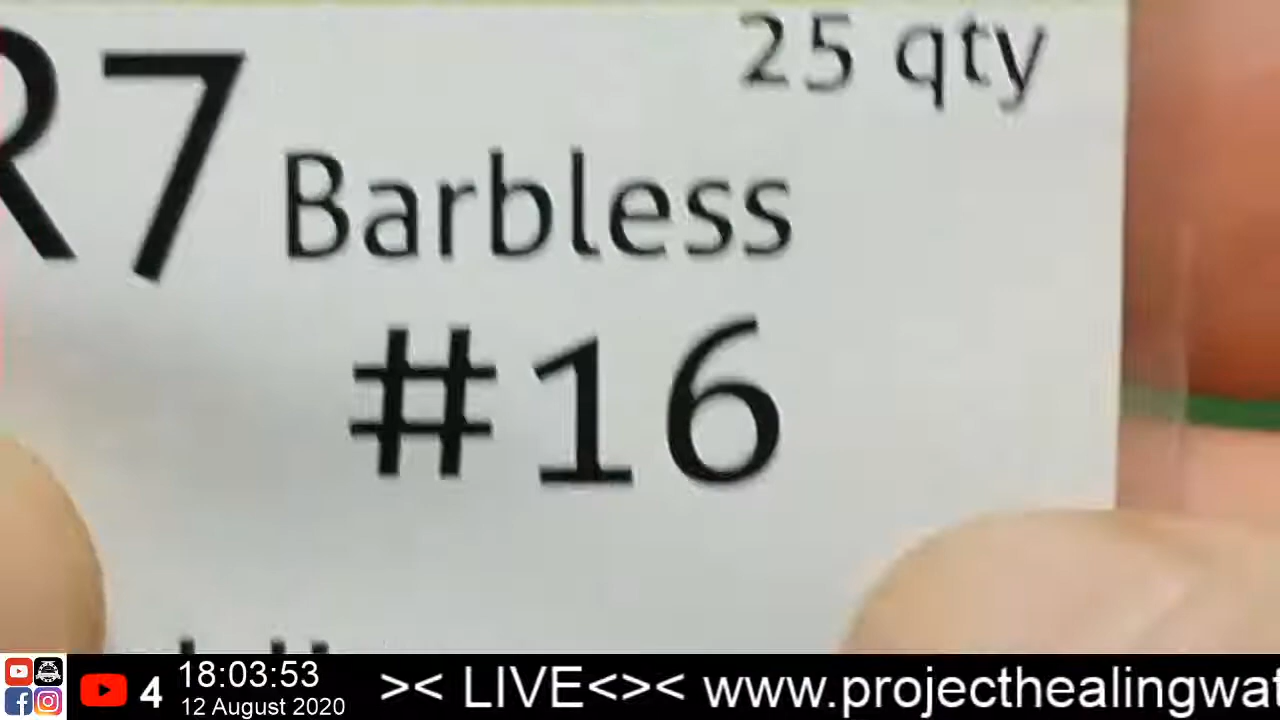 25 qty
R7 Barbless
#16
4 18:03:53 >< LIVE<>< www.projecthealingwat
12 August 2020